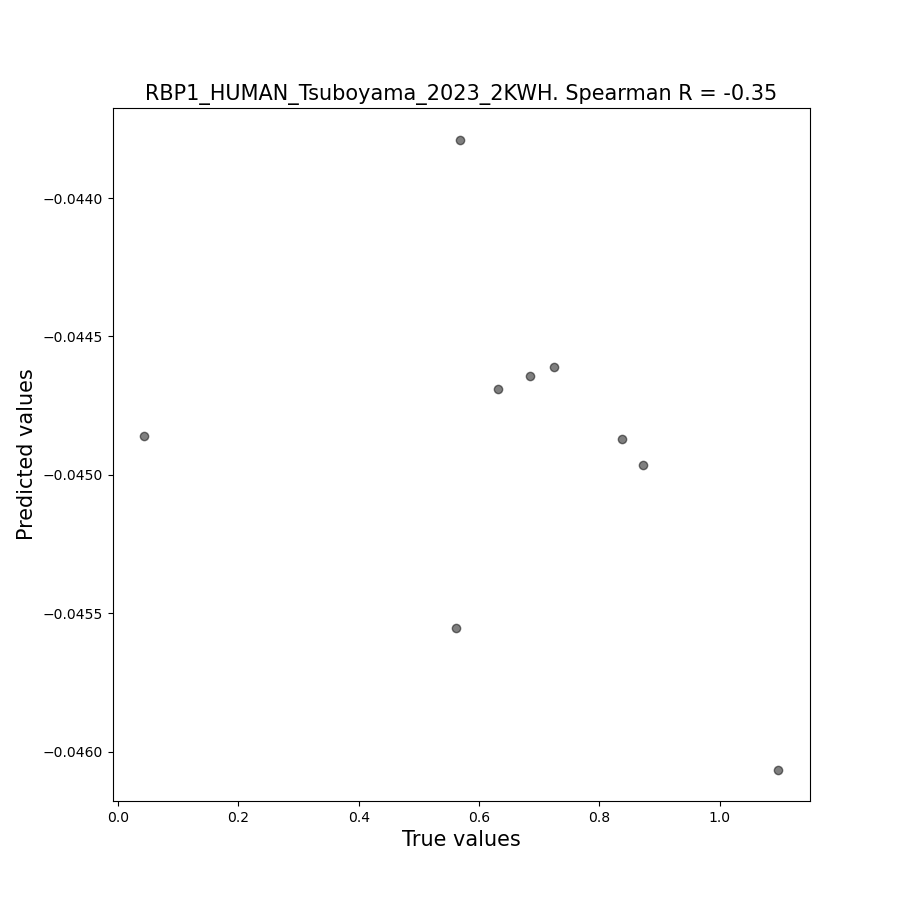 RBP1_HUMAN_Tsuboyama_2023_2KWH. Spearman R = -0.35
Predicted values
−0.0440
−0.0445
−0.0450
−0.0455
−0.0460
0.0 0.2 0.4 0.6 0.8 1.0
True values